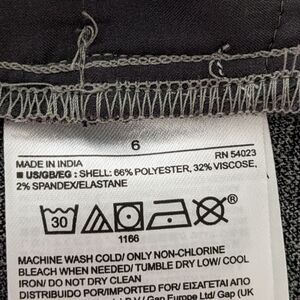 6
MADE IN INDIA RN 54023
■ US/GB/EG : SHELL: 66% POLYESTER, 32% VISCOSE,
2% SPANDEX/ELASTANE
30
1166
MACHINE WASH COLD/ ONLY NON-CHLORINE
BLEACH WHEN NEEDED/ TUMBLE DRY LOW/ COOL
IRON/ DO NOT DRY CLEAN
DISTRIBUIDO POR/IMPORTED FOR/ ΕΙΣΑΓΕΤΑΙ ΑΠΟ
Gap Europe Ltd/ Gap (UK